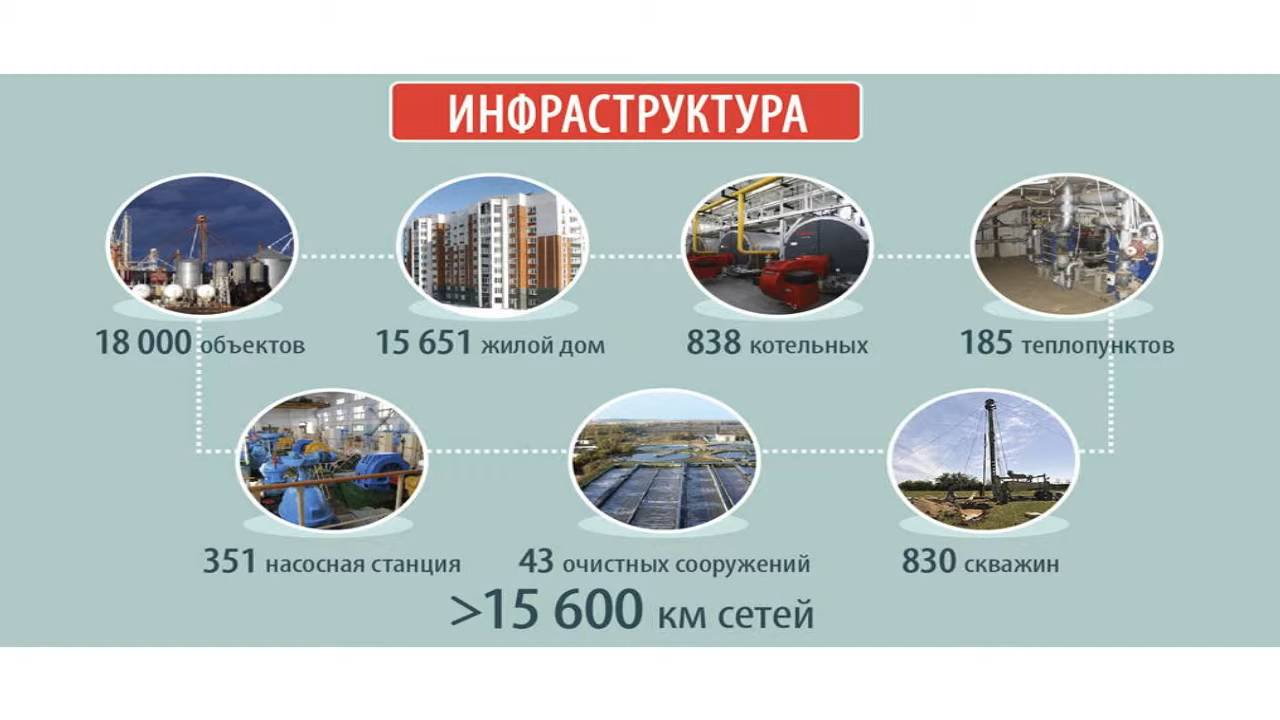 ИНФРАСТРУКТУРА
18 000 объектов
15 651 жилой дом
838 котельных
185 теплопунктов
351 насосная станция
43 очистных сооружений
830 скважин
>15 600 км сетей